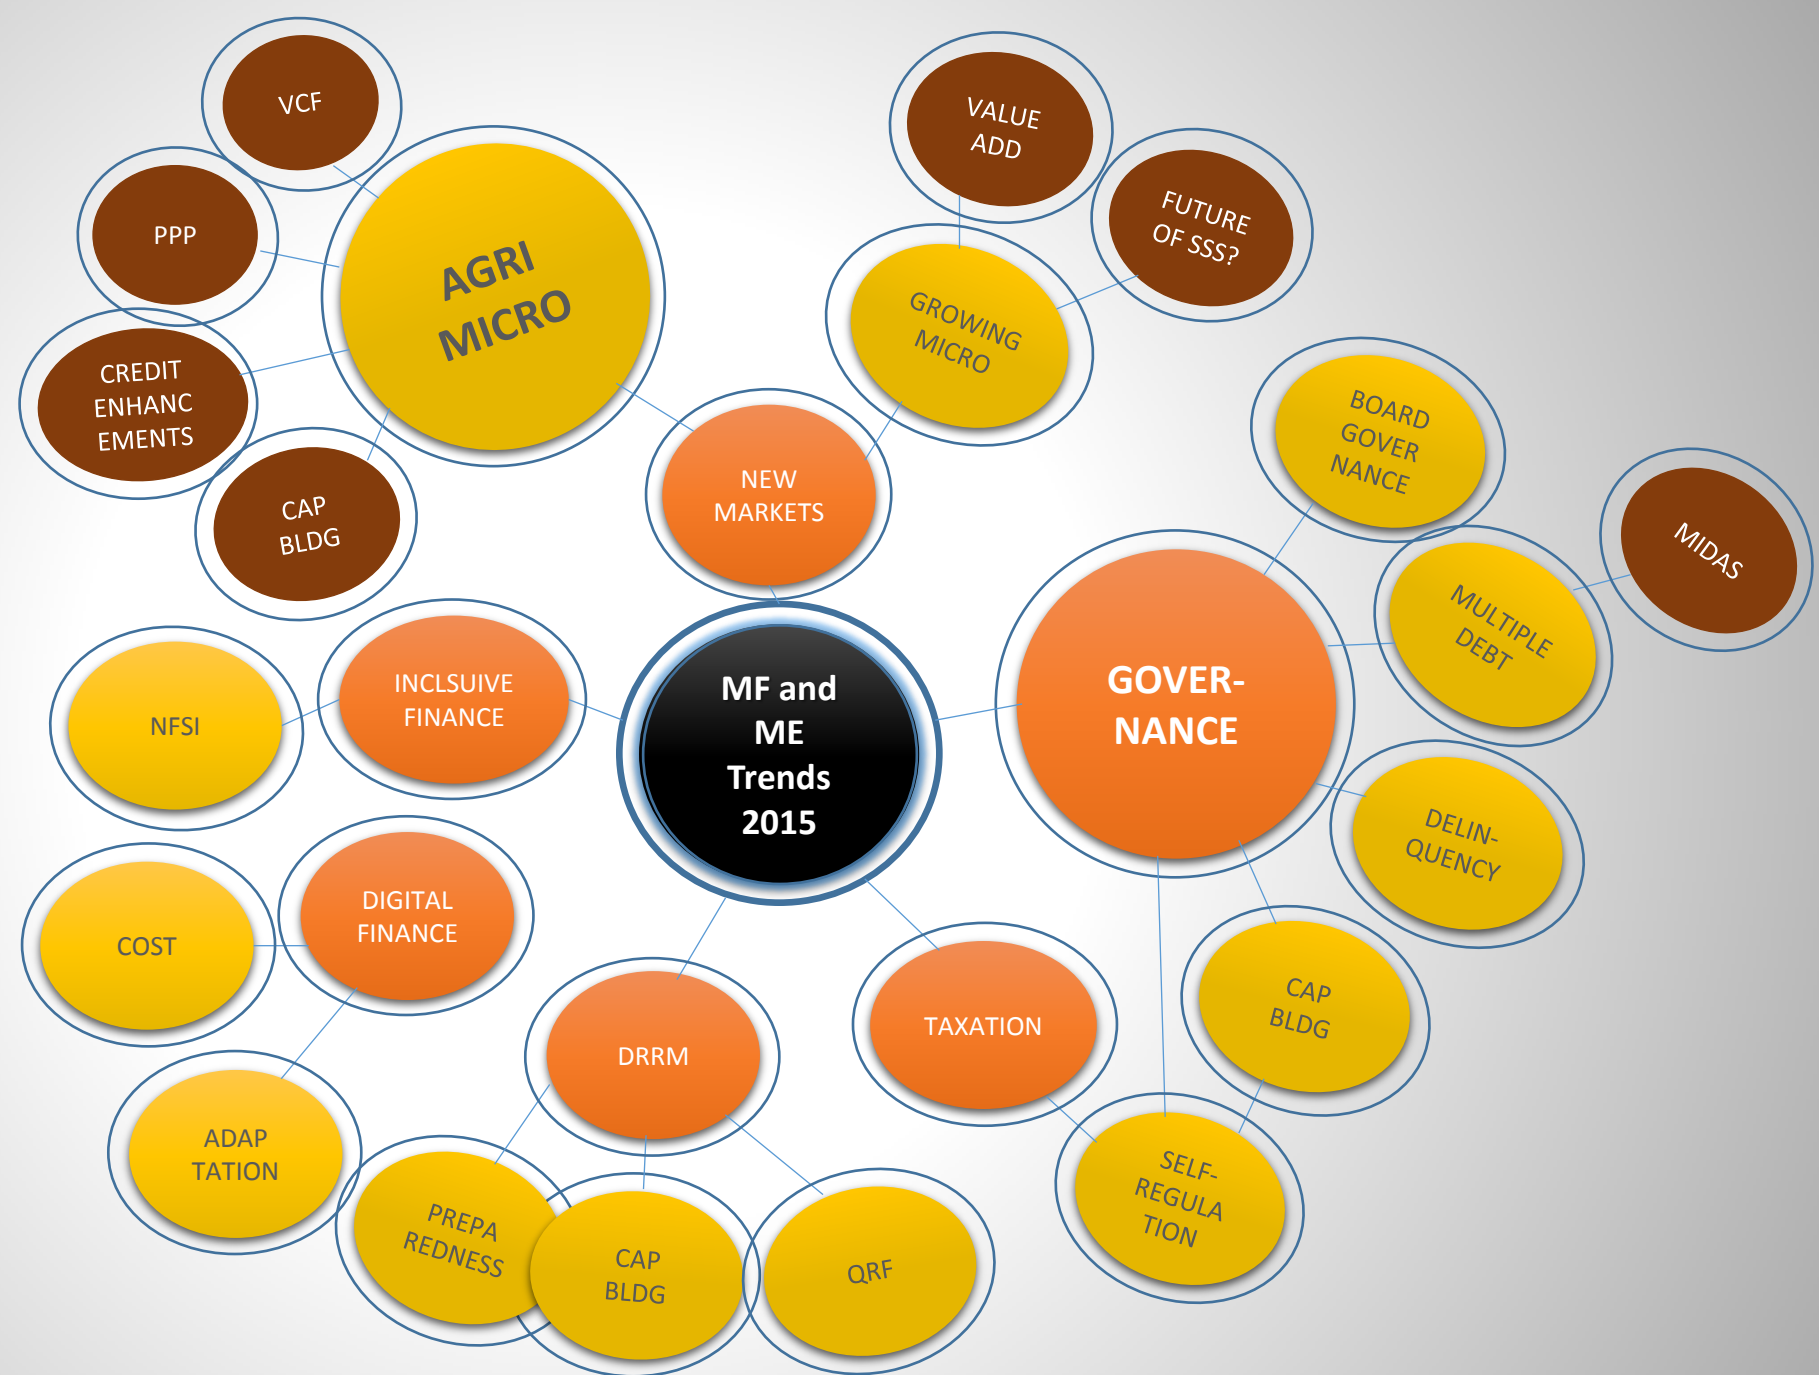 VCF
PPP
CREDIT
ENHANC
EMENTS
CAP
BLDG
AGRI
MICRO
VALUE
ADD
FUTURE
OF SSS?
GROWING
MICRO
NEW
MARKETS
BOARD
GOVER
NANCE
MULTIPLE
DEBT
MIDAS
GOVER-
NANCE
DELIN-
QUENCY
CAP
BLDG
SELF-
REGULA
TION
TAXATION
MF and
ME
Trends
2015
INCLSUIVE
FINANCE
NFSI
DIGITAL
FINANCE
COST
ADAP
TATION
DRRM
PREPA
REDNESS
CAP
BLDG
QRF